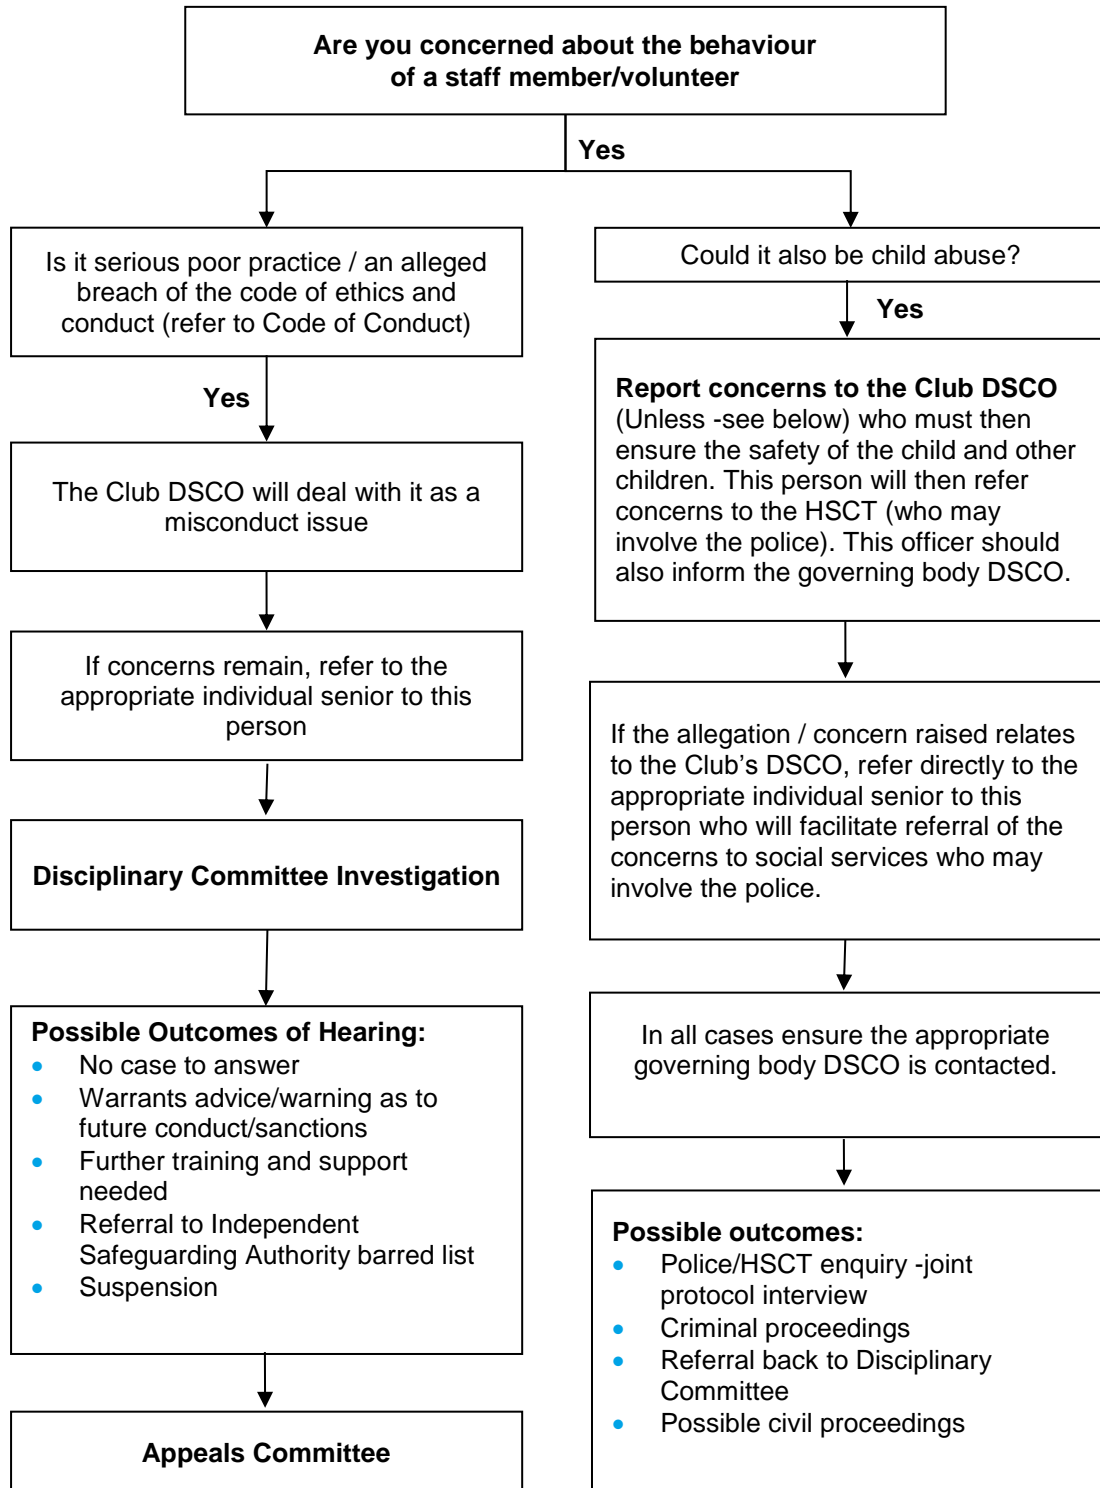 Are you concerned about the behaviour
of a staff member/volunteer
Yes
Is it serious poor practice / an alleged
breach of the code of ethics and
conduct (refer to Code of Conduct)
Yes
The Club DSCO will deal with it as a
misconduct issue
If concerns remain, refer to the
appropriate individual senior to this
person
Disciplinary Committee Investigation
Possible Outcomes of Hearing:
• No case to answer
• Warrants advice/warning as to
future conduct/sanctions
• Further training and support
needed
• Referral to Independent
Safeguarding Authority barred list
• Suspension
Appeals Committee
Could it also be child abuse?
Yes
Report concerns to the Club DSCO
(Unless -see below) who must then
ensure the safety of the child and other
children. This person will then refer
concerns to the HSCT (who may
involve the police). This officer should
also inform the governing body DSCO.
If the allegation / concern raised relates
to the Club’s DSCO, refer directly to the
appropriate individual senior to this
person who will facilitate referral of the
concerns to social services who may
involve the police.
In all cases ensure the appropriate
governing body DSCO is contacted.
Possible outcomes:
• Police/HSCT enquiry -joint
protocol interview
• Criminal proceedings
• Referral back to Disciplinary
Committee
• Possible civil proceedings